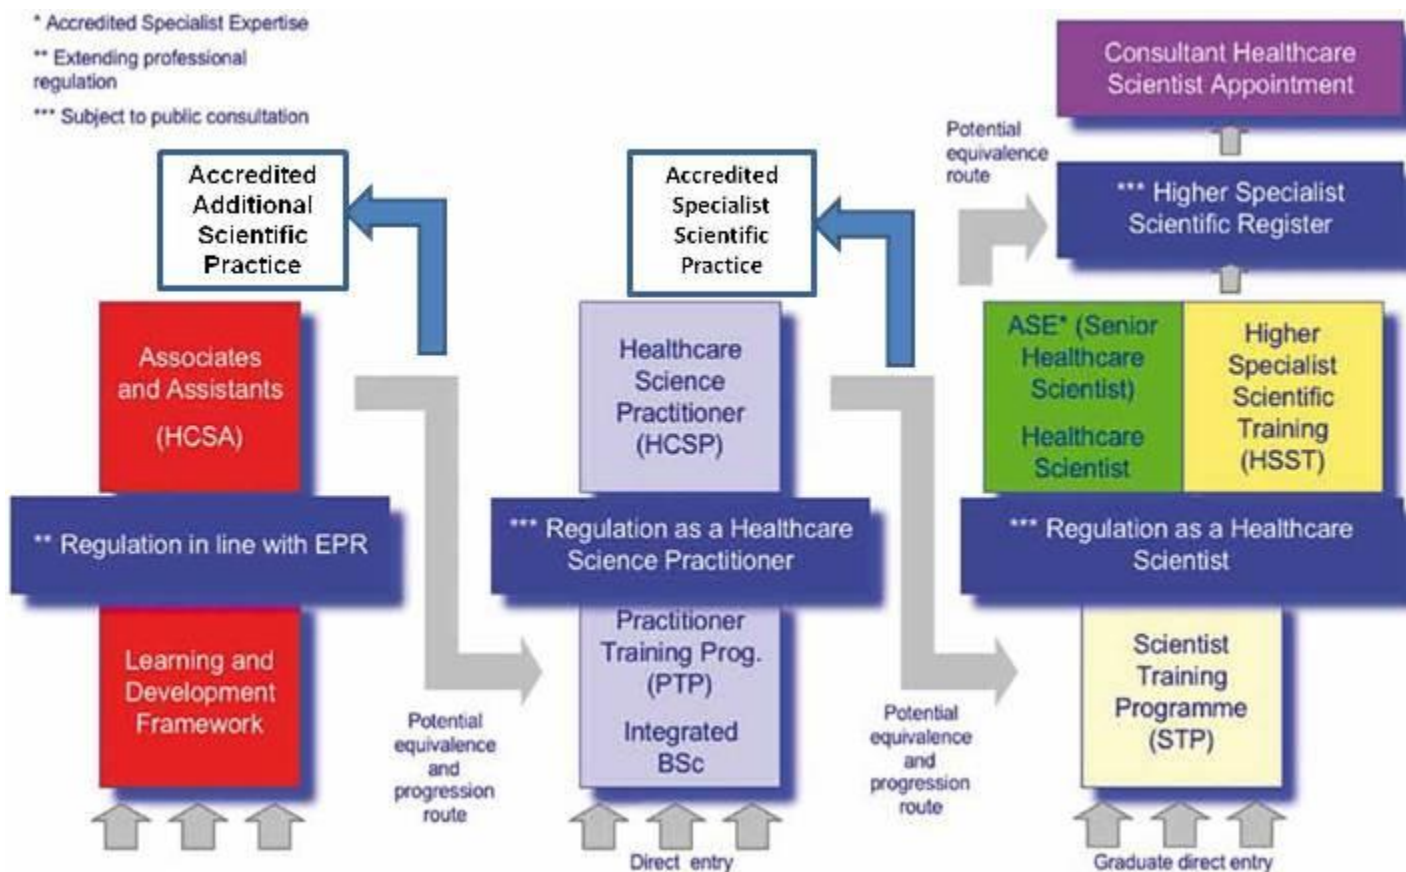 * Accredited Specialist Expertise
** Extending professional
regulation
*** Subject to public consultation
Accredited
Additional
Scientific
Practice
Associates
and Assistants
(HCSA)
** Regulation in line with EPR
Learning and
Development
Framework
Potential
equivalence
and
progression
route
Accredited
Specialist
Scientific
Practice
Healthcare
Science
Practitioner
(HCSP)
*** Regulation as a Healthcare
Science Practitioner
Practitioner
Training Prog.
(PTP)
Integrated
BSc
Direct entry
Potential
equivalence
and
progression
route
Consultant Healthcare
Scientist Appointment
Potential
equivalence
route
*** Higher Specialist
Scientific Register
ASE* (Senior
Healthcare
Scientist)
Healthcare
Scientist
Higher
Specialist
Scientific
Training
(HSST)
*** Regulation as a Healthcare
Scientist
Scientist
Training
Programme
(STP)
Graduate direct entry